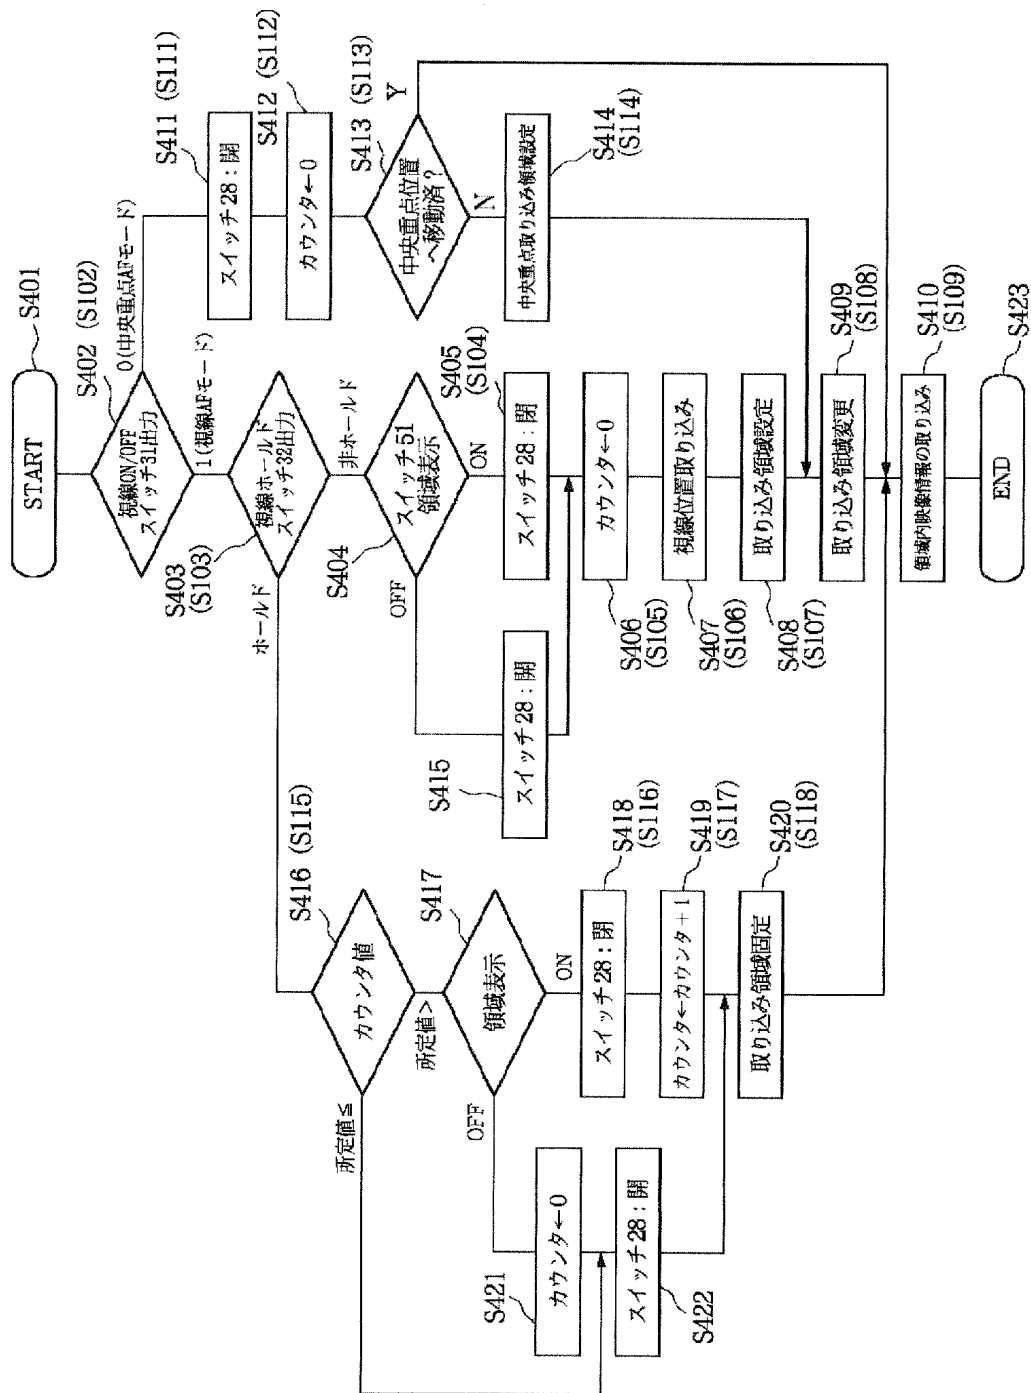 START
S401
視線ON/OFF
スイッチ31出力
S402 (S102)
0(中央重点AFモード)
1(視線AFモード)
スイッチ28：開
S411 (S111)
カウンタ←0
S412 (S112)
中央重点位置
へ移動済？
S413 (S113)
Y
N
中央重点取り込み領域設定
S414
(S114)
視線ホールド
スイッチ32出力
S403
(S103)
ホールド
非ホールド
スイッチ51
領域表示
S404
OFF
ON
スイッチ28：閉
S405
(S104)
スイッチ28：開
S415
カウンタ←0
S406
(S105)
視線位置取り込み
S407
(S106)
取り込み領域設定
S408
(S107)
取り込み領域変更
S409
(S108)
領域内映像情報の取り込み
S410
(S109)
END
S423
カウンタ値
S416 (S115)
所定値≦
所定値>
領域表示
S417
OFF
ON
スイッチ28：閉
S418
(S116)
カウンタ←カウンタ+1
S419
(S117)
取り込み領域固定
S420
(S118)
カウンタ←0
S421
スイッチ28：開
S422